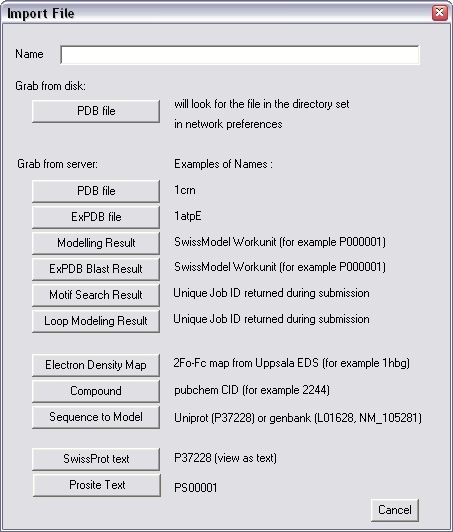 Import File
Name
Grab from disk:
PDB file will look for the file in the directory set
in network preferences
Grab from server: Examples of Names :
PDB file 1crn
ExPDB file 1atpE
Modelling Result SwissModel Workunit (for example P000001)
ExPDB Blast Result SwissModel Workunit (for example P000001)
Motif Search Result Unique Job ID returned during submission
Loop Modeling Result Unique Job ID returned during submission
Electron Density Map 2Fo-Fc map from Uppsala EDS (for example 1hbg)
Compound pubchem CID (for example 2244)
Sequence to Model Uniprot (P37228) or genbank (L01628, NM_105281)
SwissProt text P37228 (view as text)
Prosite Text PS00001
Cancel